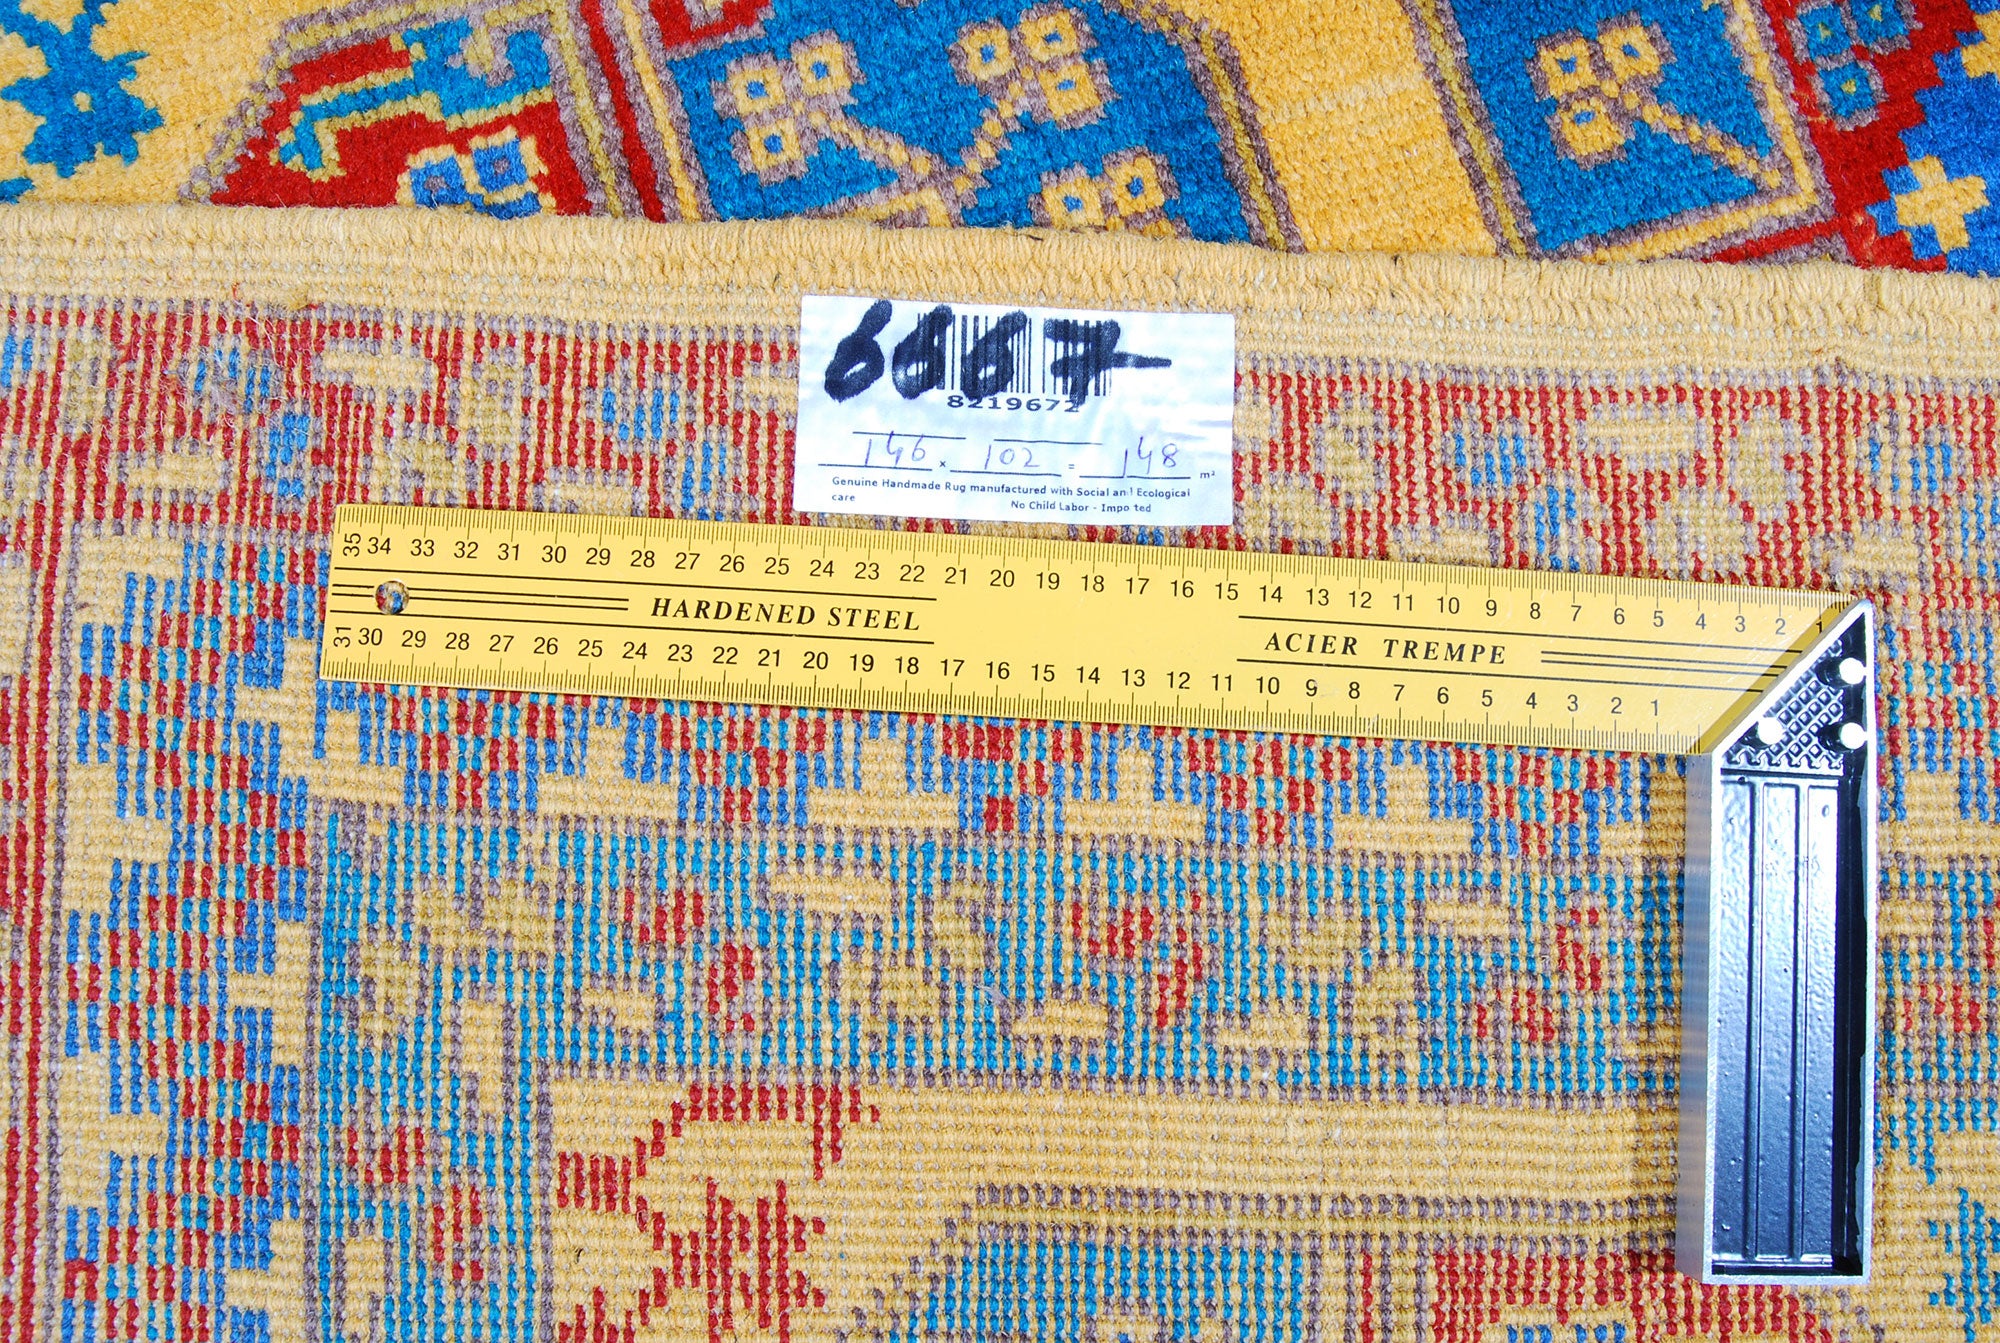 6667
8219672
146 x 102 = 148 m²
Genuine Handmade Rug manufactured with Social and Ecological
care
No Child Labor - Imported
35 34 33 32 31 30 29 28 27 26 25 24 23 22 21 20 19 18 17 16 15 14 13 12 11 10 9 8 7 6 5 4 3 2 1
HARDENED STEEL
ACIER TREMPE
31 30 29 28 27 26 25 24 23 22 21 20 19 18 17 16 15 14 13 12 11 10 9 8 7 6 5 4 3 2 1